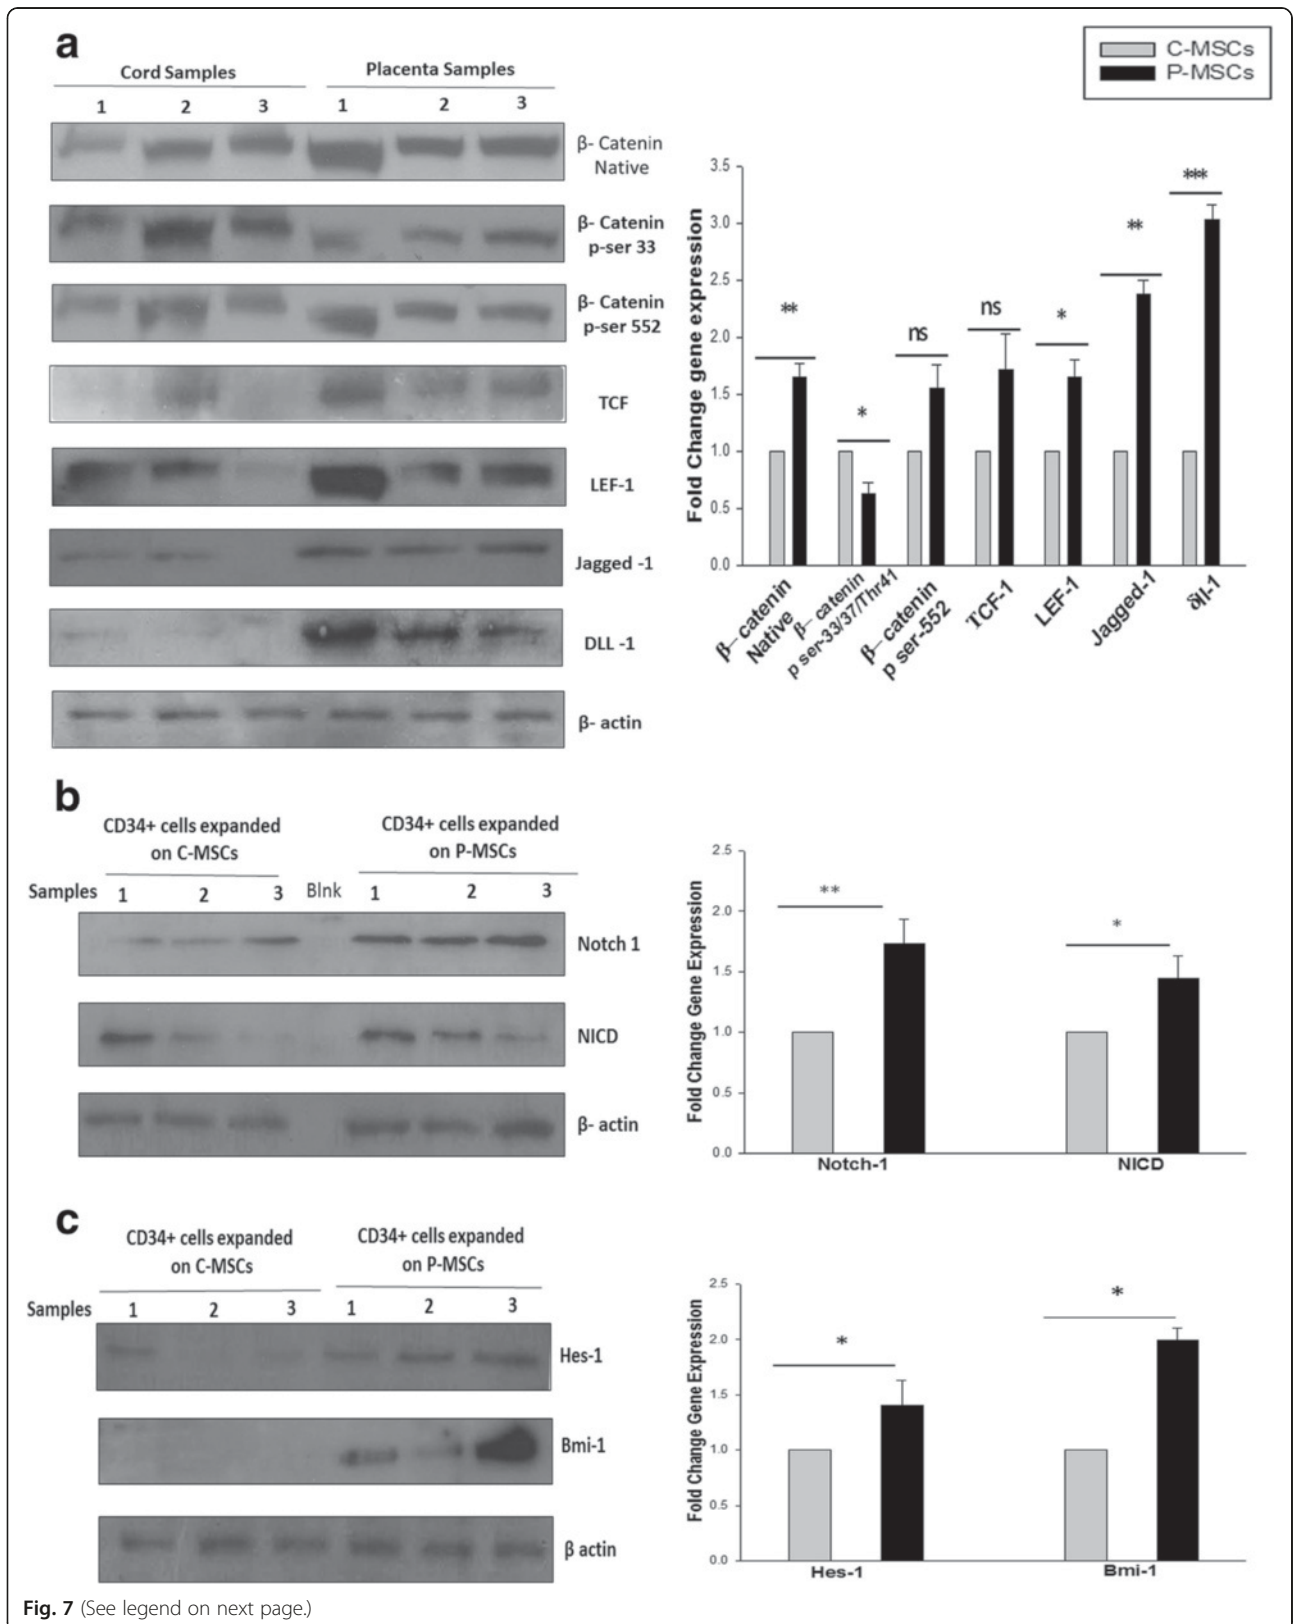 a
Cord Samples
Placenta Samples
1 2 3 1 2 3
β- Catenin
Native
β- Catenin
p-ser 33
β- Catenin
p-ser 552
TCF
LEF-1
Jagged -1
DLL -1
β- actin
C-MSCs
P-MSCs
Fold Change gene expression
3.5
3.0
2.5
2.0
1.5
1.0
0.5
0.0
**
*
ns
ns
*
**
***
β– catenin
Native
β– catenin
p ser-33/37/Thr41
β– catenin
p ser-552
TCF-1
LEF-1
Jagged-1
δll-1
b
CD34+ cells expanded
on C-MSCs
CD34+ cells expanded
on P-MSCs
Samples 1 2 3 Blnk 1 2 3
Notch 1
NICD
β- actin
Fold Change Gene Expression
2.5
2.0
1.5
1.0
0.5
0.0
**
*
Notch-1
NICD
c
CD34+ cells expanded
on C-MSCs
CD34+ cells expanded
on P-MSCs
Samples 1 2 3 1 2 3
Hes-1
Bmi-1
β actin
Fold Change Gene Expression
2.5
2.0
1.5
1.0
0.5
0.0
*
*
Hes-1
Bmi-1
Fig. 7 (See legend on next page.)